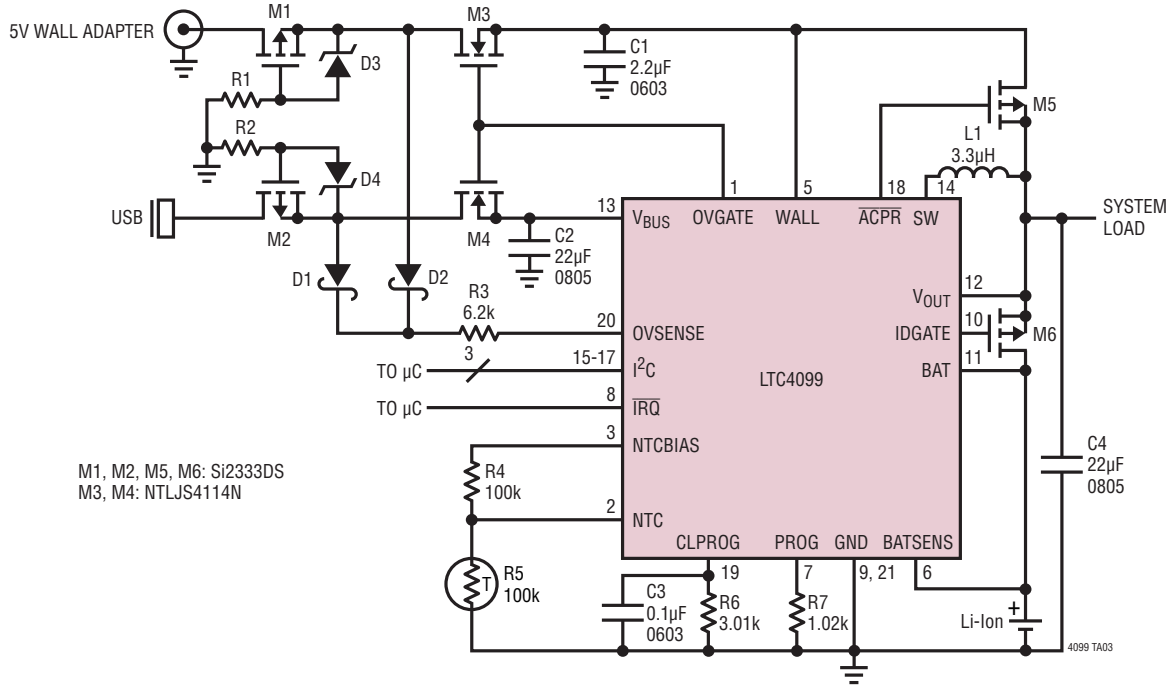 5V WALL ADAPTER
M1
M3
D3
C1
2.2µF
0603
R1
R2
M5
L1
3.3µH
D4
USB
M2
M4
1
5
18
14
13
VBUS
OVGATE
WALL
ACPR
SW
SYSTEM
LOAD
C2
22µF
0805
D1
D2
R3
6.2k
12
VOUT
20
OVSENSE
10
IDGATE
M6
3
TO µC
15-17
I2C
11
BAT
LTC4099
TO µC
8
IRQ
3
NTCBIAS
M1, M2, M5, M6: Si2333DS
M3, M4: NTLJS4114N
R4
100k
C4
22µF
0805
2
NTC
CLPROG
PROG
GND
BATSENS
19
7
9, 21
6
T
R5
100k
C3
0.1µF
0603
R6
3.01k
R7
1.02k
Li-Ion
+
4099 TA03